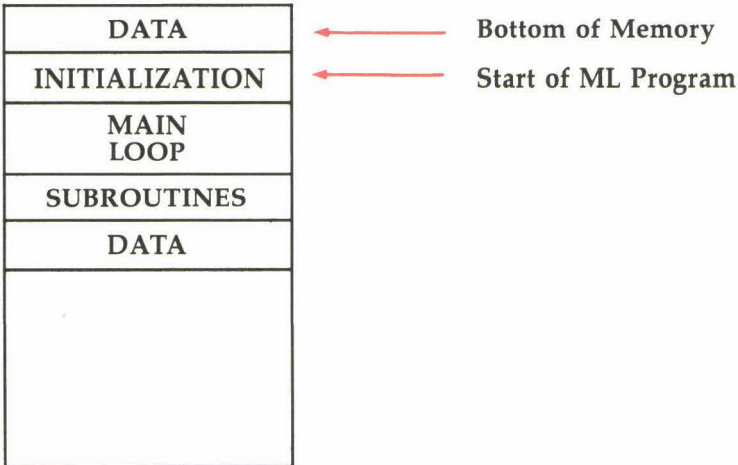 DATA
Bottom of Memory
INITIALIZATION
Start of ML Program
MAIN
LOOP
SUBROUTINES
DATA